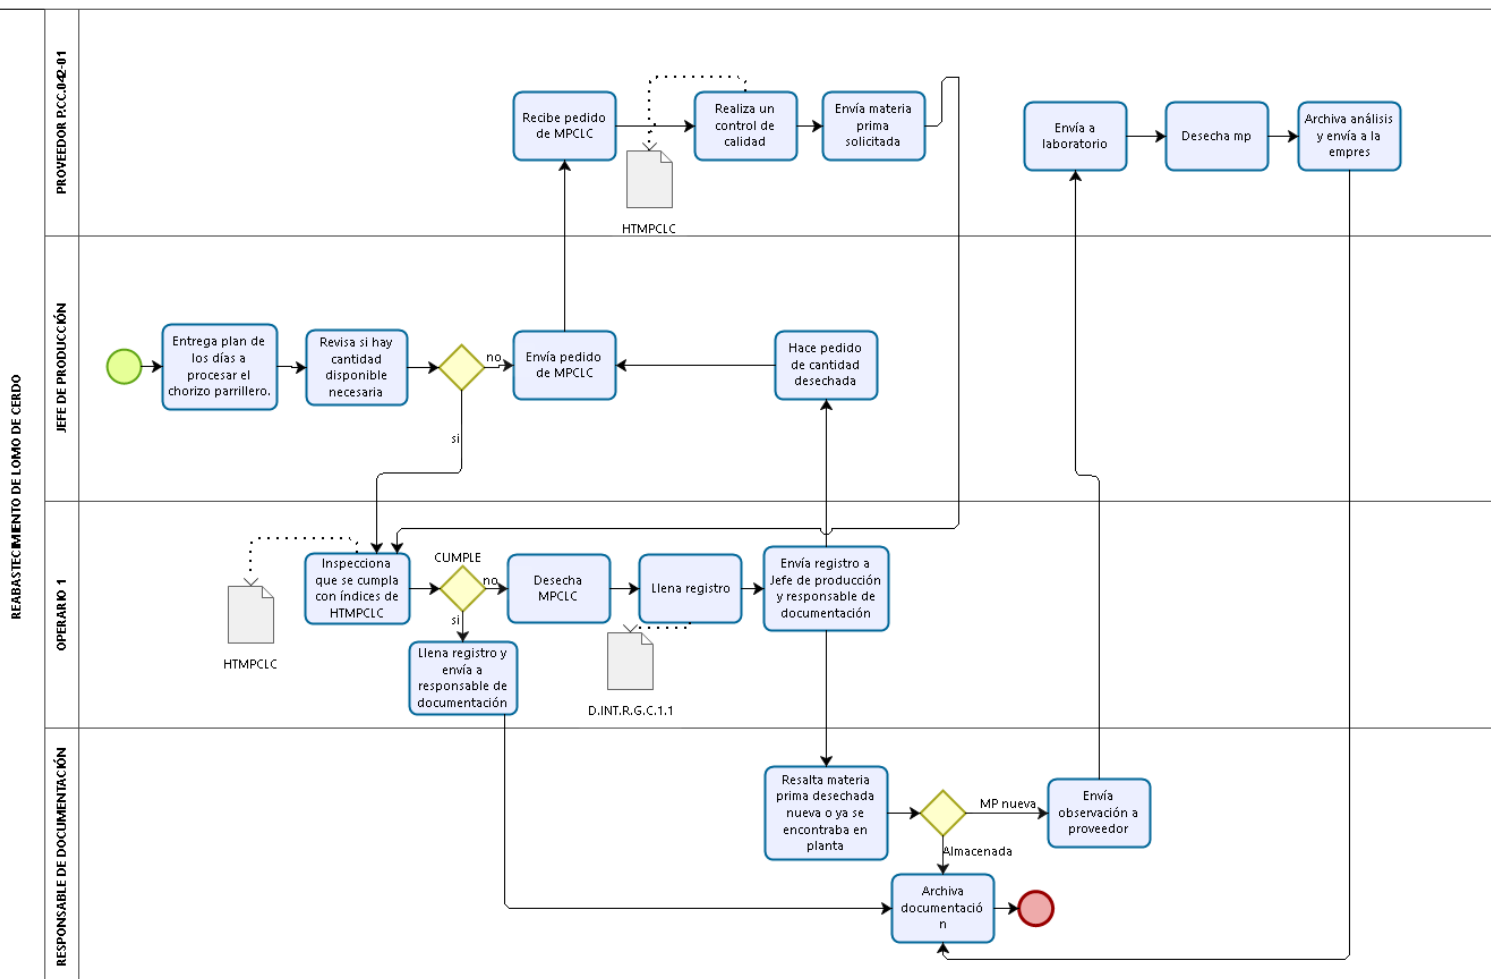 REABASTECIMIENTO DE LOMO DE CERDO
PROVEEDOR P.CC.042-01
Recibe pedido
de MPCLC
Realiza un
control de
calidad
Envía materia
prima
solicitada
HTMPCLC
Envía a
laboratorio
Desecha mp
Archiva análisis
y envía a la
empres
JEFE DE PRODUCCIÓN
Entrega plan de
los días a
procesar el
chorizo parrillero.
Revisa si hay
cantidad
disponible
necesaria
no
si
Envía pedido
de MPCLC
Hace pedido
de cantidad
desechada
OPERARIO 1
Inspecciona
que se cumpla
con índices de
HTMPCLC
HTMPCLC
CUMPLE
no
si
Desecha
MPCLC
Llena registro
D.INT.R.G.C.1.1
Envía registro a
Jefe de producción
y responsable de
documentación
Llena registro y
envía a
responsable de
documentación
RESPONSABLE DE DOCUMENTACIÓN
Resalta materia
prima desechada
nueva o ya se
encontraba en
planta
MP nueva
Almacenada
Envía
observación a
proveedor
Archiva
documentació
n